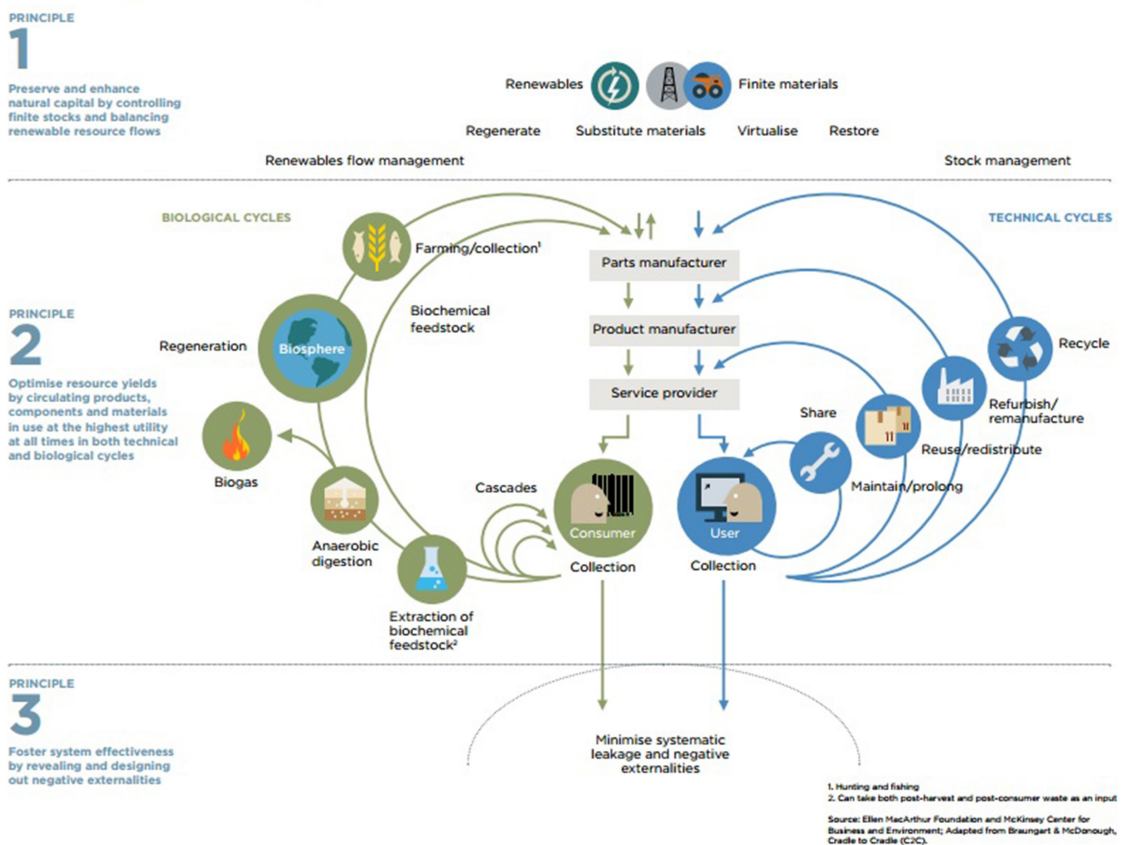 PRINCIPLE
1
Preserve and enhance
natural capital by controlling
finite stocks and balancing
renewable resource flows
Renewables
Finite materials
Regenerate
Substitute materials
Virtualise
Restore
Renewables flow management
Stock management
PRINCIPLE
2
Optimise resource yields
by circulating products,
components and materials
in use at the highest utility
at all times in both technical
and biological cycles
BIOLOGICAL CYCLES
TECHNICAL CYCLES
Farming/collection¹
Biochemical
feedstock
Regeneration
Biosphere
Biogas
Anaerobic
digestion
Extraction of
biochemical
feedstock²
Cascades
Parts manufacturer
Product manufacturer
Service provider
Consumer
Collection
User
Collection
Share
Maintain/prolong
Reuse/redistribute
Refurbish/
remanufacture
Recycle
PRINCIPLE
3
Foster system effectiveness
by revealing and designing
out negative externalities
Minimise systematic
leakage and negative
externalities
1. Hunting and fishing
2. Can take both post-harvest and post-consumer waste as an input
Source: Ellen MacArthur Foundation and McKinsey Center for
Business and Environment; Adapted from Braungart & McDonough,
Cradle to Cradle (C2C).